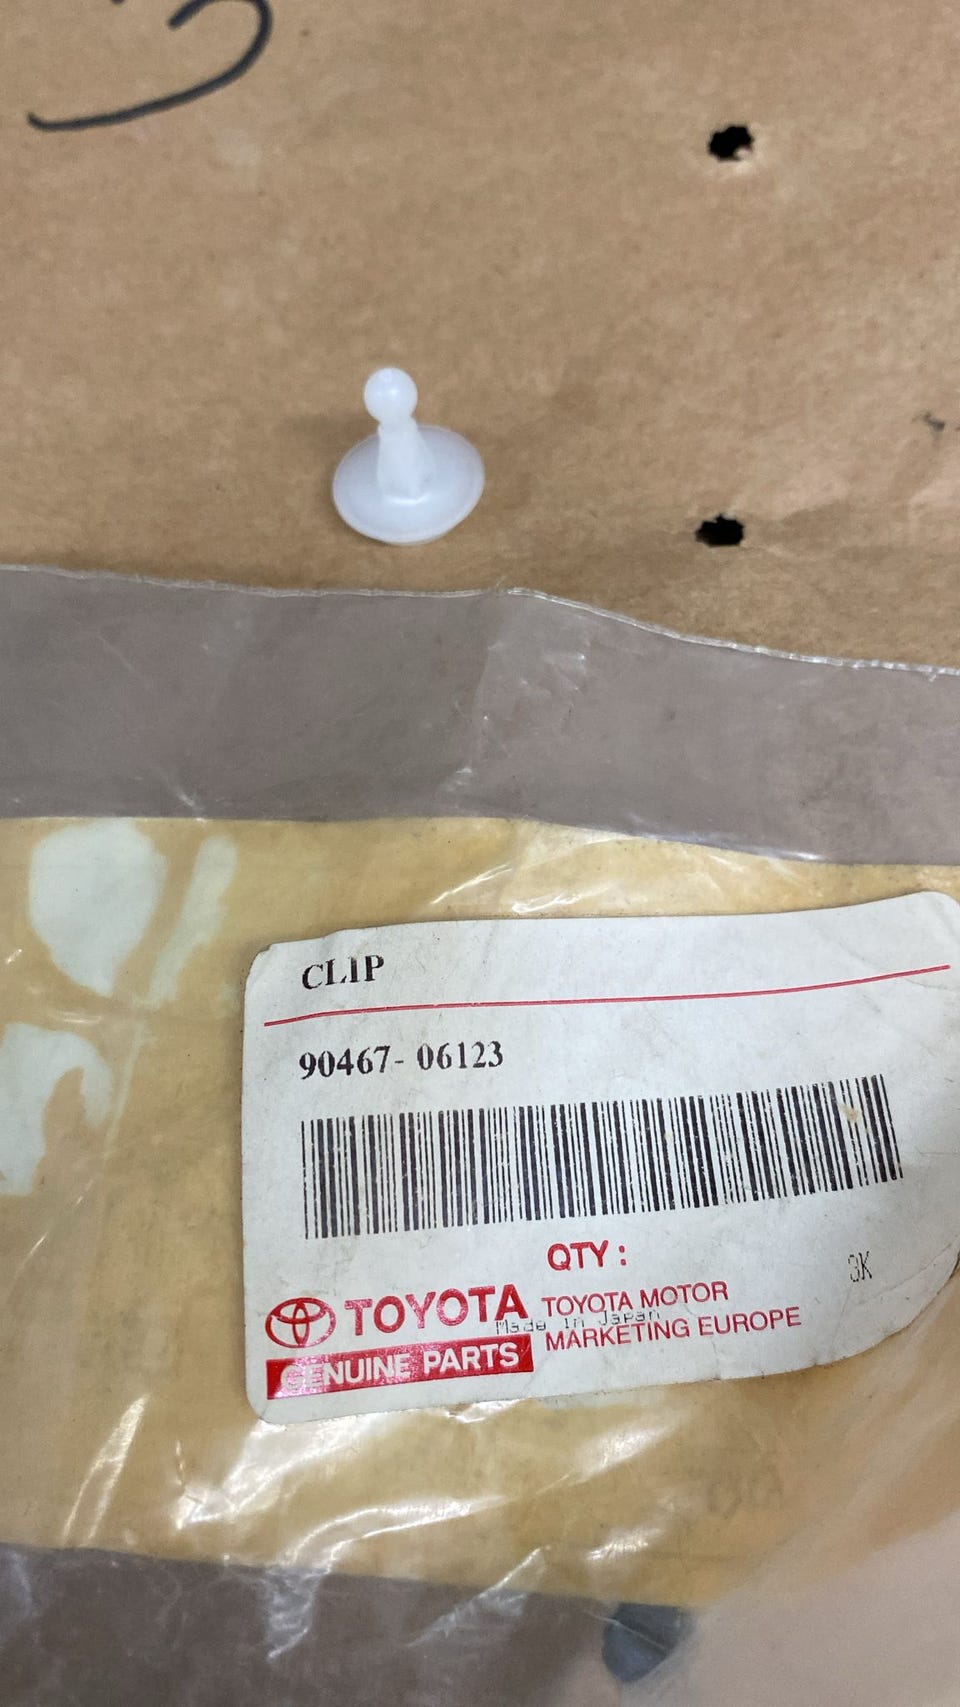 CLIP
90467- 06123
QTY :
3K
TOYOTA
GENUINE PARTS
TOYOTA MOTOR
Made in Japan
MARKETING EUROPE